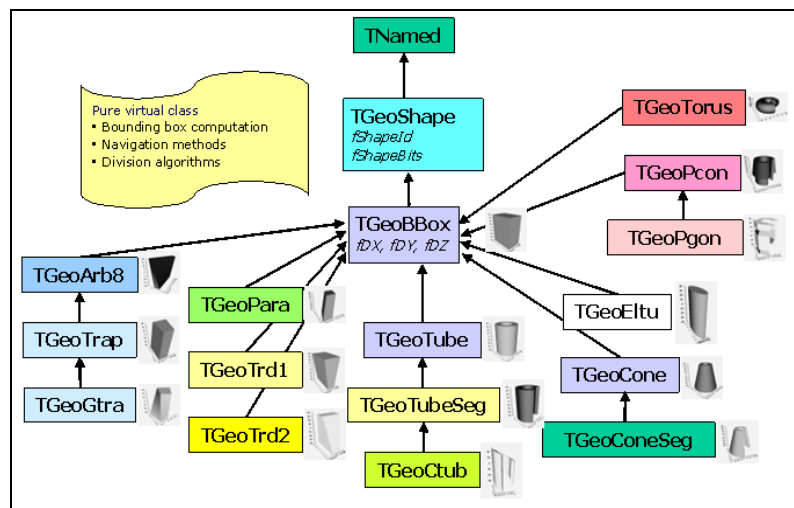 TNamed
Pure virtual class
▪ Bounding box computation
▪ Navigation methods
▪ Division algorithms
TGeoShape
fShapeId
fShapeBits
TGeoTorus
TGeoPcon
TGeoPgon
TGeoBBox
fDX, fDY, fDZ
TGeoArb8
TGeoPara
TGeoEltu
TGeoTrap
TGeoTube
TGeoTrd1
TGeoCone
TGeoGtra
TGeoTubeSeg
TGeoTrd2
TGeoConeSeg
TGeoCtub